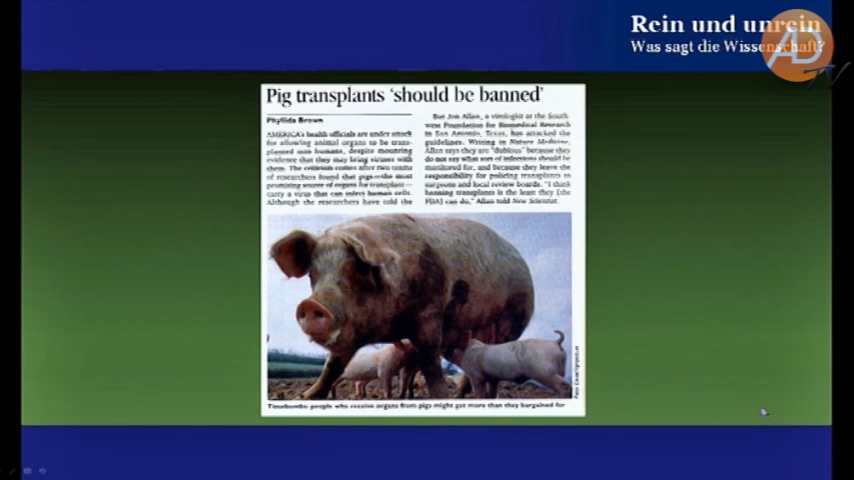 Rein und unrein
Was sagt die Wissenschaft?
AD
TV
Pig transplants 'should be banned'
Phyllida Brown
AMERICA's health officials are under attack
for allowing animal organs to be trans-
planted into humans, despite mounting
evidence that they may bring viruses with
them. The criticism comes after two teams
of researchers found that pigs—the most
promising source of organs for transplant—
carry a virus that can infect human cells.
Although the researchers have told the
But Jon Allan, a virologist at the South-
west Foundation for Biomedical Research
in San Antonio, Texas, has attacked the
guidelines. Writing in Nature Medicine,
Allan says they are "dubious" because they
do not say what sort of infections should be
monitored for, and because they leave the
responsibility for policing transplants to
surgeons and local review boards. "I think
banning transplants is the least they [the
FDA] can do," Allan told New Scientist.
Timebombs: people who receive organs from pigs might get more than they bargained for